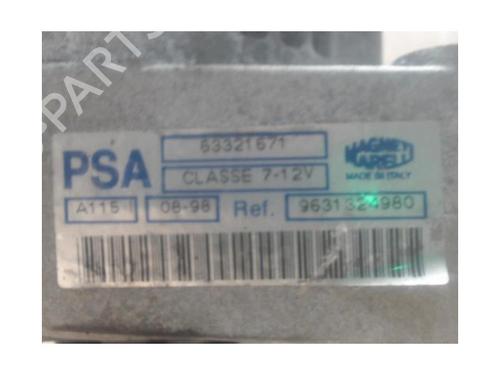 63321671
PSA
CLASSE 7-12V
MAGNETI
MARELLI
MADE IN ITALY
A115 08-98 Ref. 9631324980